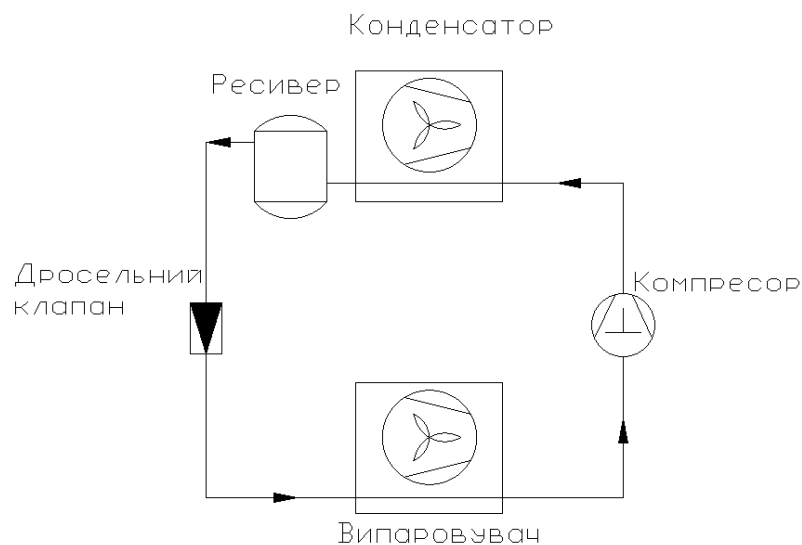 Конденсатор
Ресивер
Дросельний
клапан
Компресор
Випаровувач